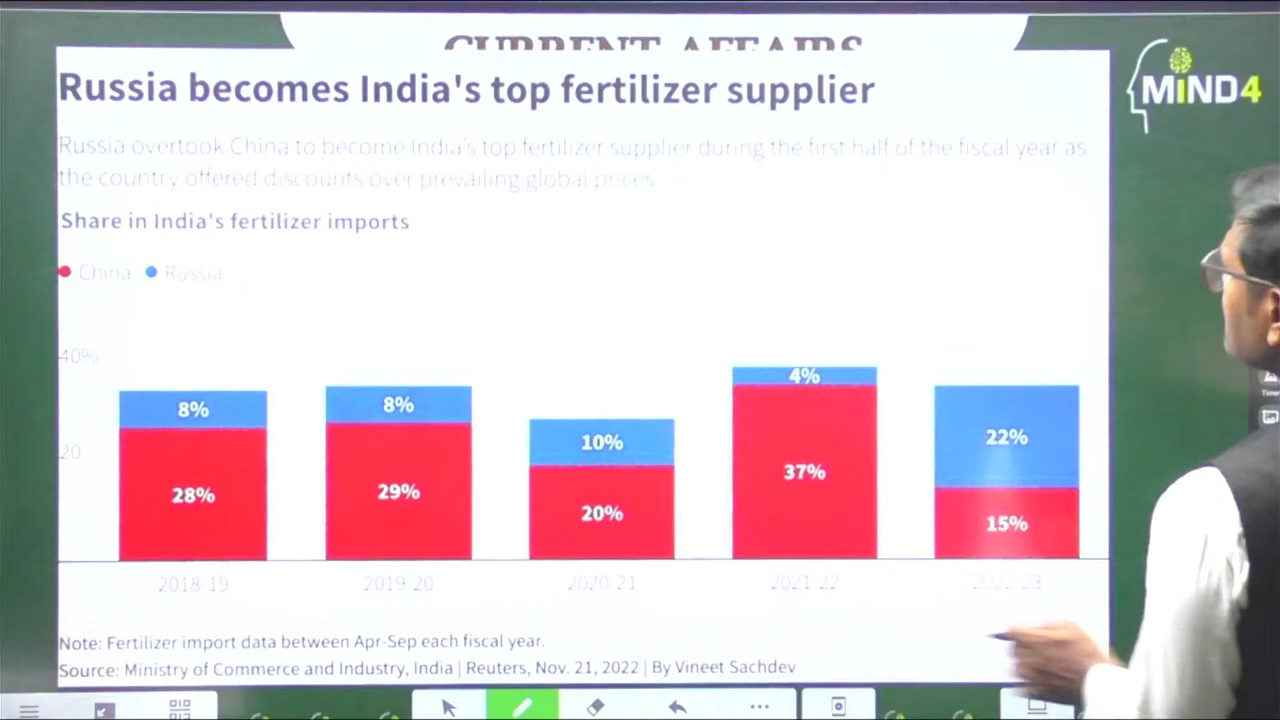 CURRENT AFFAIRS
MiND4
Russia becomes India's top fertilizer supplier
Russia overtook China to become India's top fertilizer supplier during the first half of the fiscal year as
the country offered discounts over prevailing global prices.
Share in India's fertilizer imports
China Russia
40%
8% 8% 10% 4% 22%
20
28% 29% 20% 37% 15%
2018-19 2019-20 2020-21 2021-22 2022-23
Note: Fertilizer import data between Apr-Sep each fiscal year.
Source: Ministry of Commerce and Industry, India | Reuters, Nov. 21, 2022 | By Vineet Sachdev